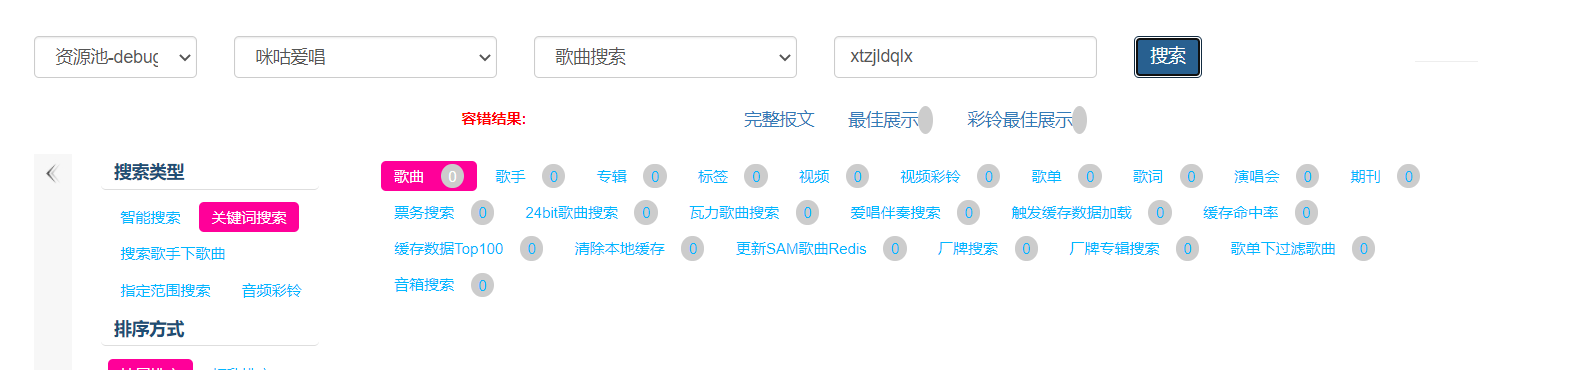 资源池-debug 咪咕爱唱 歌曲搜索 xtzjldqlx 搜索
容错结果: 完整报文 最佳展示 彩铃最佳展示
搜索类型
智能搜索 关键词搜索
搜索歌手下歌曲
指定范围搜索 音频彩铃
排序方式
歌曲 0 歌手 0 专辑 0 标签 0 视频 0 视频彩铃 0 歌单 0 歌词 0 演唱会 0 期刊 0
票务搜索 0 24bit歌曲搜索 0 瓦力歌曲搜索 0 爱唱伴奏搜索 0 触发缓存数据加载 0 缓存命中率 0
缓存数据Top100 0 清除本地缓存 0 更新SAM歌曲Redis 0 厂牌搜索 0 厂牌专辑搜索 0 歌单下过滤歌曲 0
音箱搜索 0